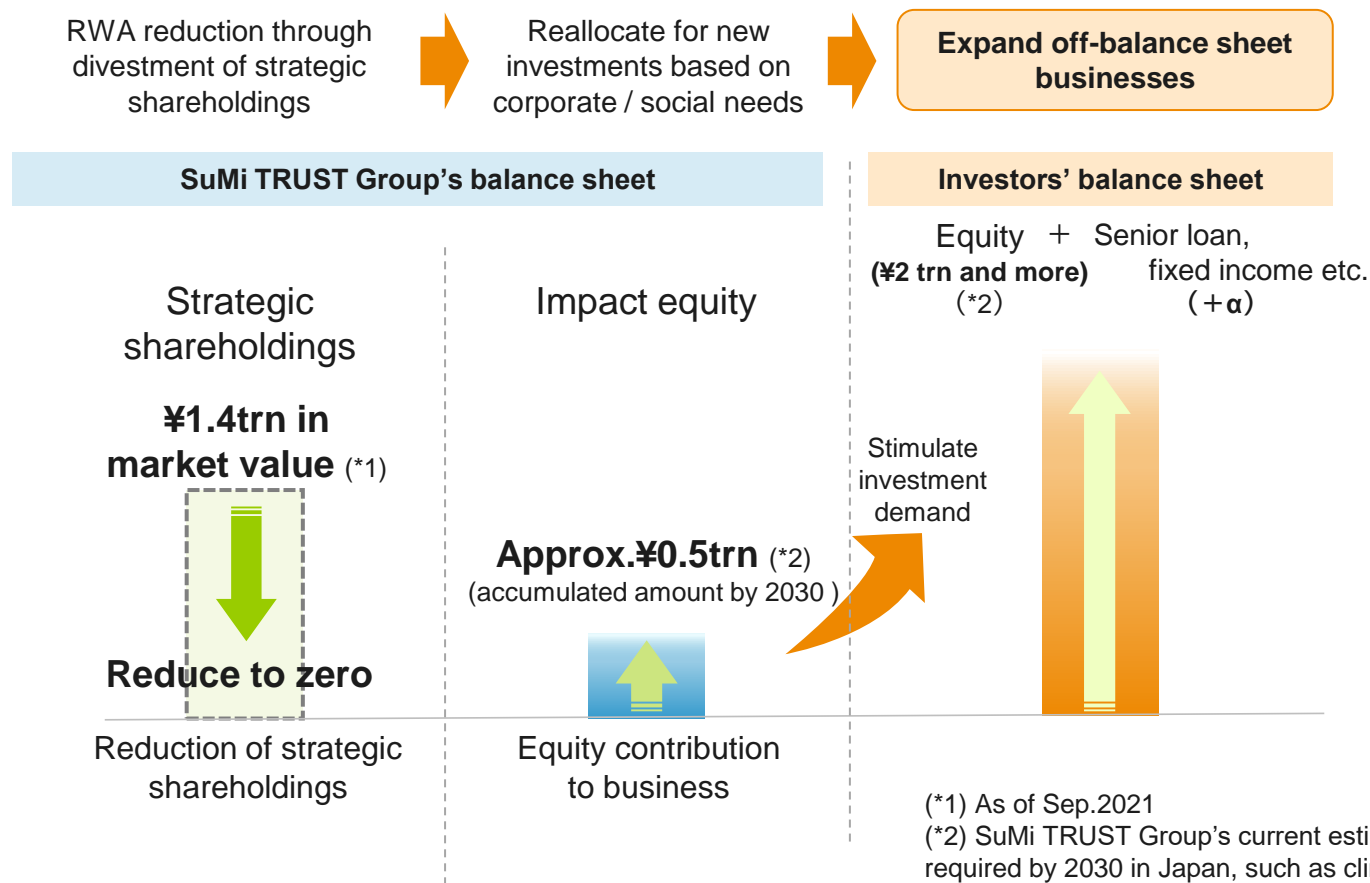 RWA reduction through
divestment of strategic
shareholdings
Reallocate for new
investments based on
corporate / social needs
Expand off-balance sheet
businesses
SuMi TRUST Group's balance sheet
Investors' balance sheet
Strategic
shareholdings
¥1.4trn in
market value (*1)
Reduce to zero
Reduction of strategic
shareholdings
Impact equity
Approx.¥0.5trn (*2)
(accumulated amount by 2030 )
Equity contribution
to business
Stimulate
investment
demand
Equity + Senior loan,
(¥2 trn and more) fixed income etc.
(*2) (+α)
(*1) As of Sep.2021
(*2) SuMi TRUST Group's current
required by 2030 in Japan, such as